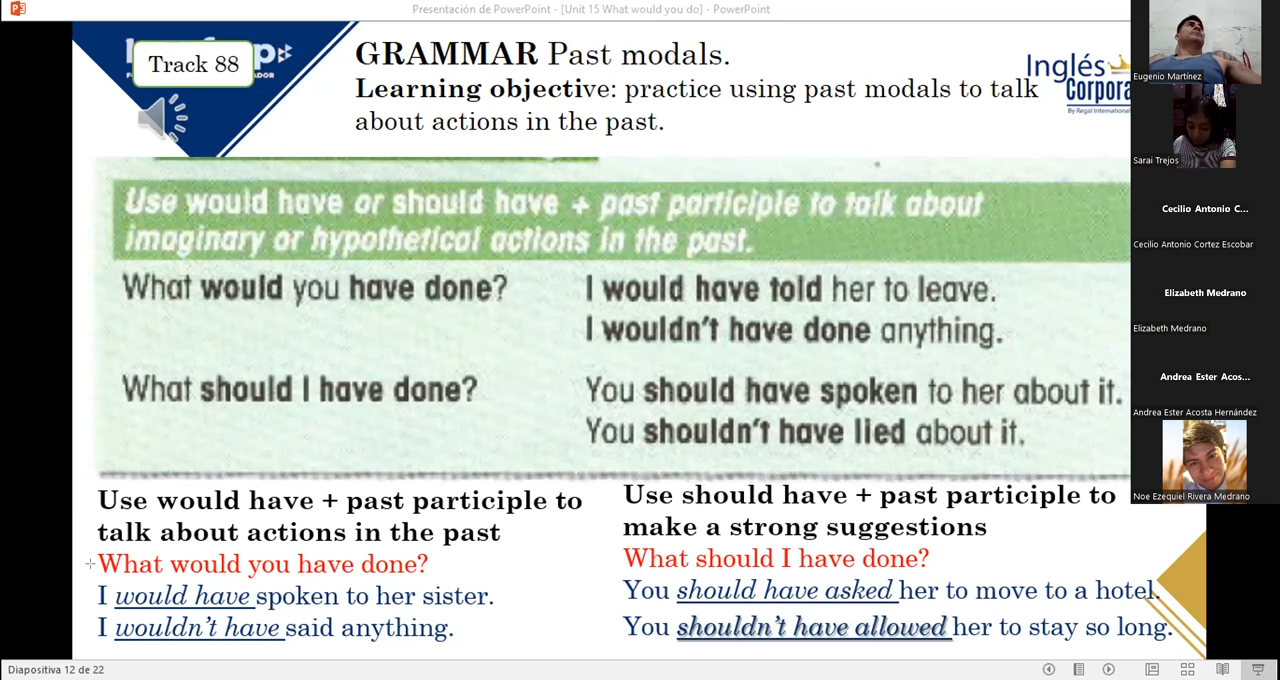 Presentación de PowerPoint - [Unit 15 What would you do] - PowerPoint
Track 88
GRAMMAR Past modals.
Learning objective: practice using past modals to talk
about actions in the past.
Inglés
Corpora
By Regal International
Use would have or should have + past participle to talk about
imaginary or hypothetical actions in the past.
What would you have done?
I would have told her to leave.
I wouldn't have done anything.
What should I have done?
You should have spoken to her about it.
You shouldn't have lied about it.
Use would have + past participle to
talk about actions in the past
What would you have done?
I would have spoken to her sister.
I wouldn't have said anything.
Use should have + past participle to
make a strong suggestions
What should I have done?
You should have asked her to move to a hotel.
You shouldn't have allowed her to stay so long.
Eugenio Martínez
Sarai Trejos
Cecilio Antonio C...
Cecilio Antonio Cortez Escobar
Elizabeth Medrano
Elizabeth Medrano
Andrea Ester Acos...
Andrea Ester Acosta Hernández
Noe Ezequiel Rivera Medrano
Diapositiva 12 de 22